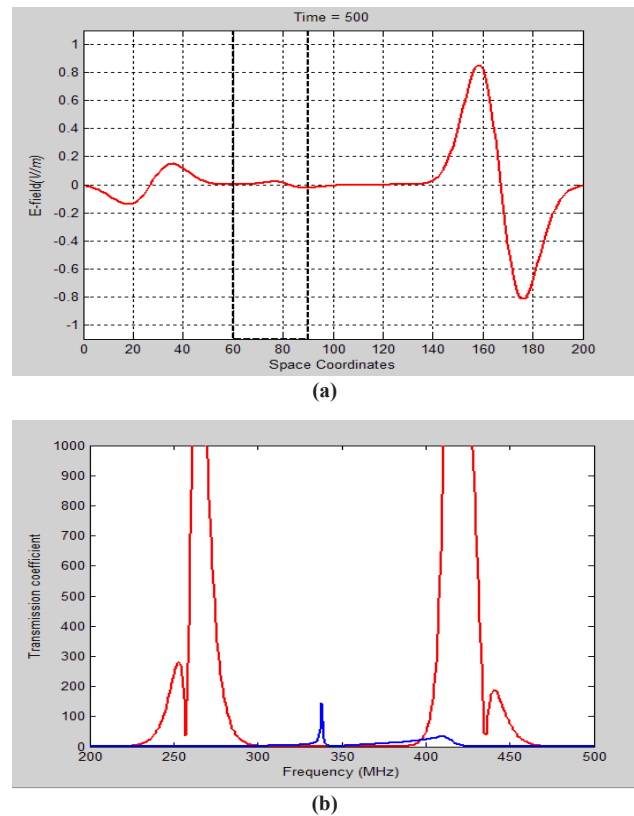 Time = 500
1
0.8
0.6
0.4
0.2
0
-0.2
-0.4
-0.6
-0.8
-1
E-field(V/m)
0 20 40 60 80 100 120 140 160 180 200
Space Coordinates
(a)
1000
900
800
700
600
500
400
300
200
100
0
Transmission coefficient
200 250 300 350 400 450 500
Frequency (MHz)
(b)